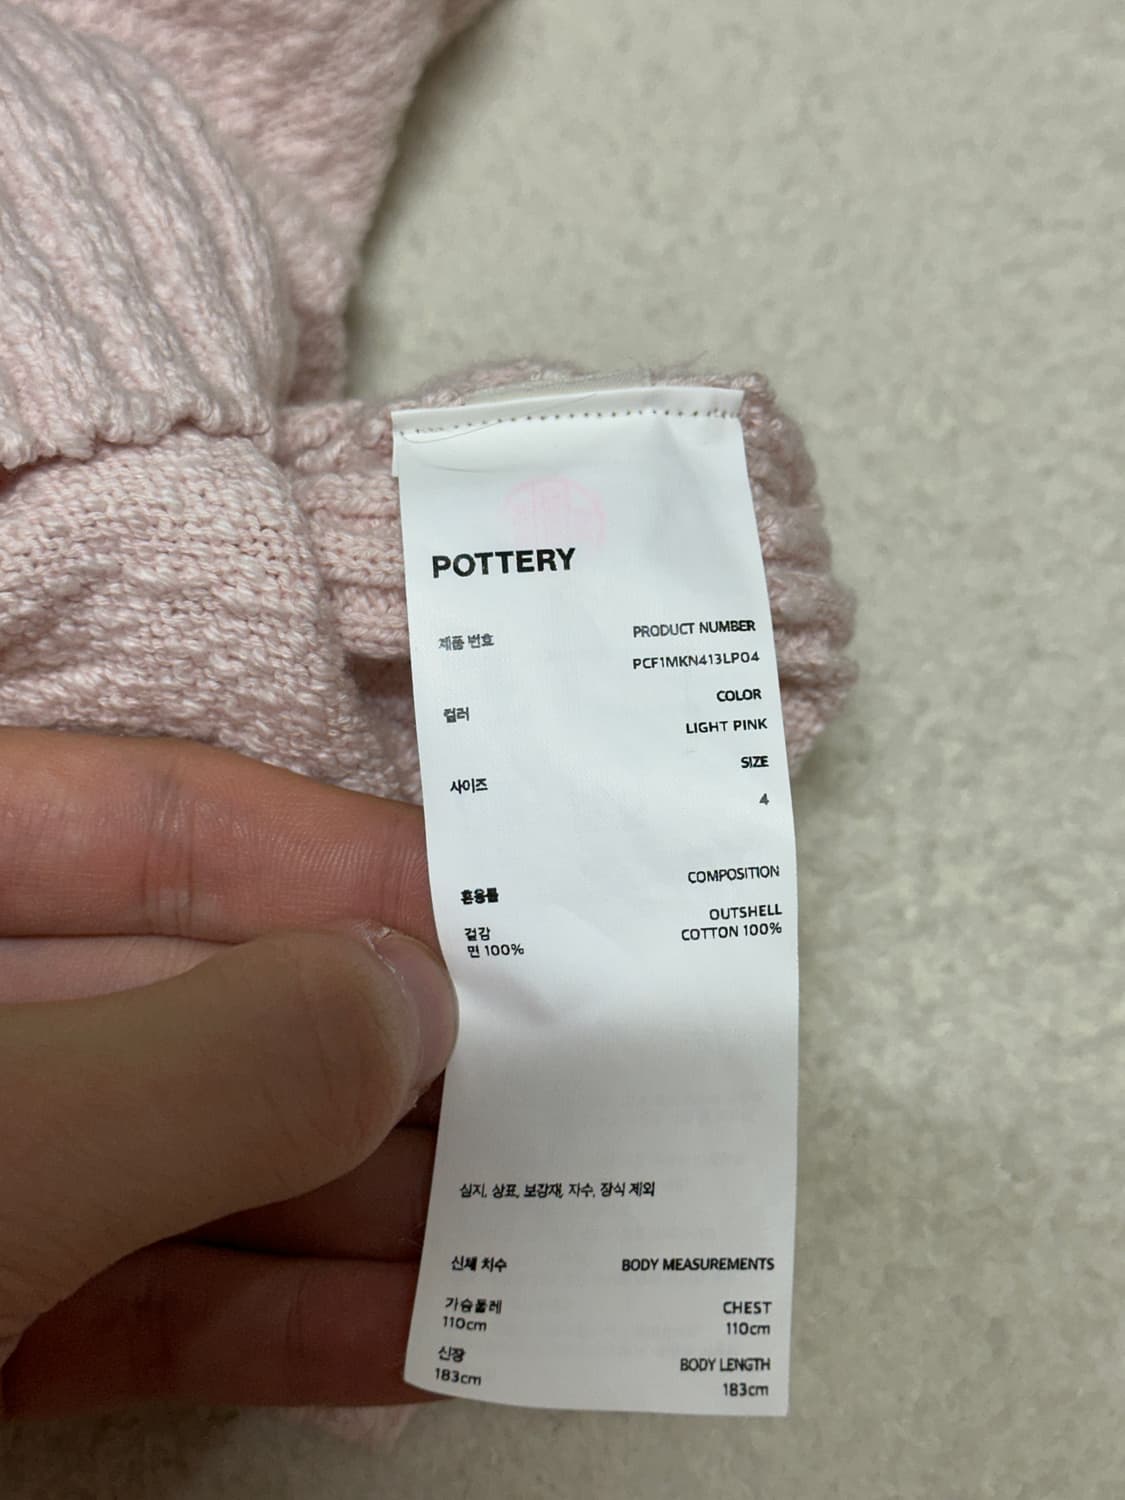 POTTERY
제품 번호
PRODUCT NUMBER
PCF1MKN413LP04
컬러
COLOR
LIGHT PINK
사이즈
SIZE
4
혼용률
COMPOSITION
겉감
면 100%
OUTSHELL
COTTON 100%
심지, 상표, 보강재, 자수, 장식 제외
신체 치수
BODY MEASUREMENTS
가슴둘레
110cm
CHEST
110cm
신장
183cm
BODY LENGTH
183cm